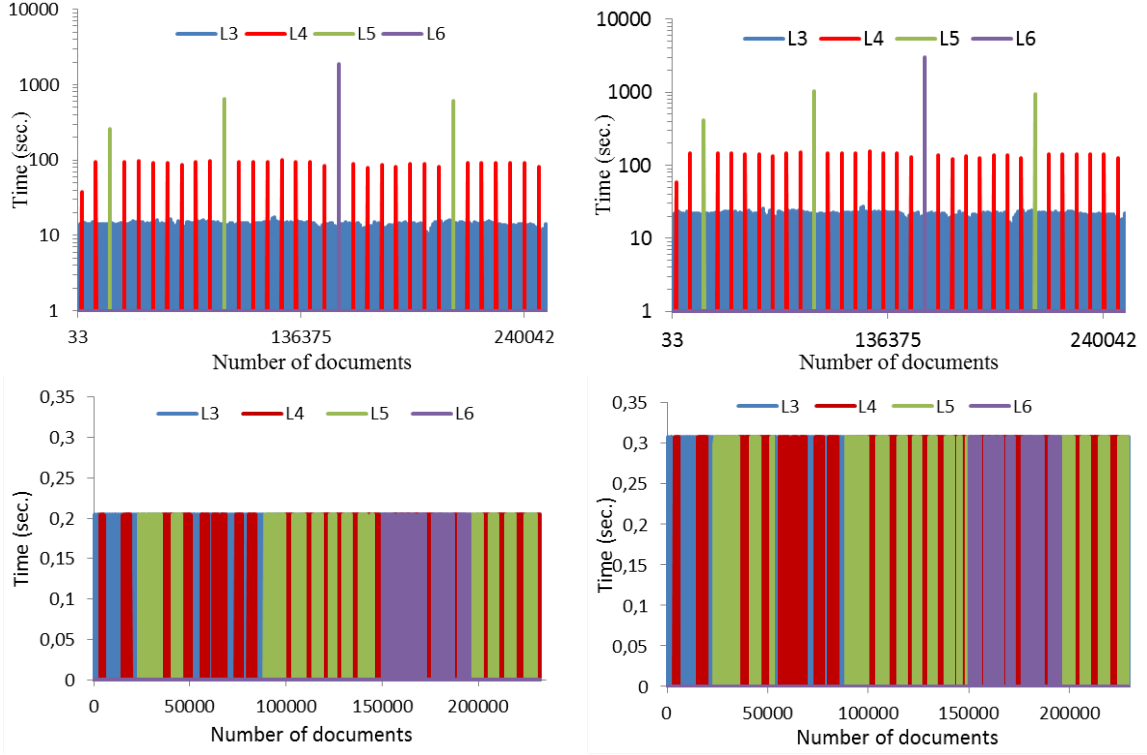 10000
1000
100
10
1
Time (sec.)
L3 L4 L5 L6
33 136375 240042
Number of documents
10000
1000
100
10
1
Time (sec.)
L3 L4 L5 L6
33 136375 240042
Number of documents
0,35
0,3
0,25
0,2
0,15
0,1
0,05
0
Time (sec.)
L3 L4 L5 L6
0 50000 100000 150000 200000
Number of documents
0,35
0,3
0,25
0,2
0,15
0,1
0,05
0
Time (sec.)
L3 L4 L5 L6
0 50000 100000 150000 200000
Number of documents